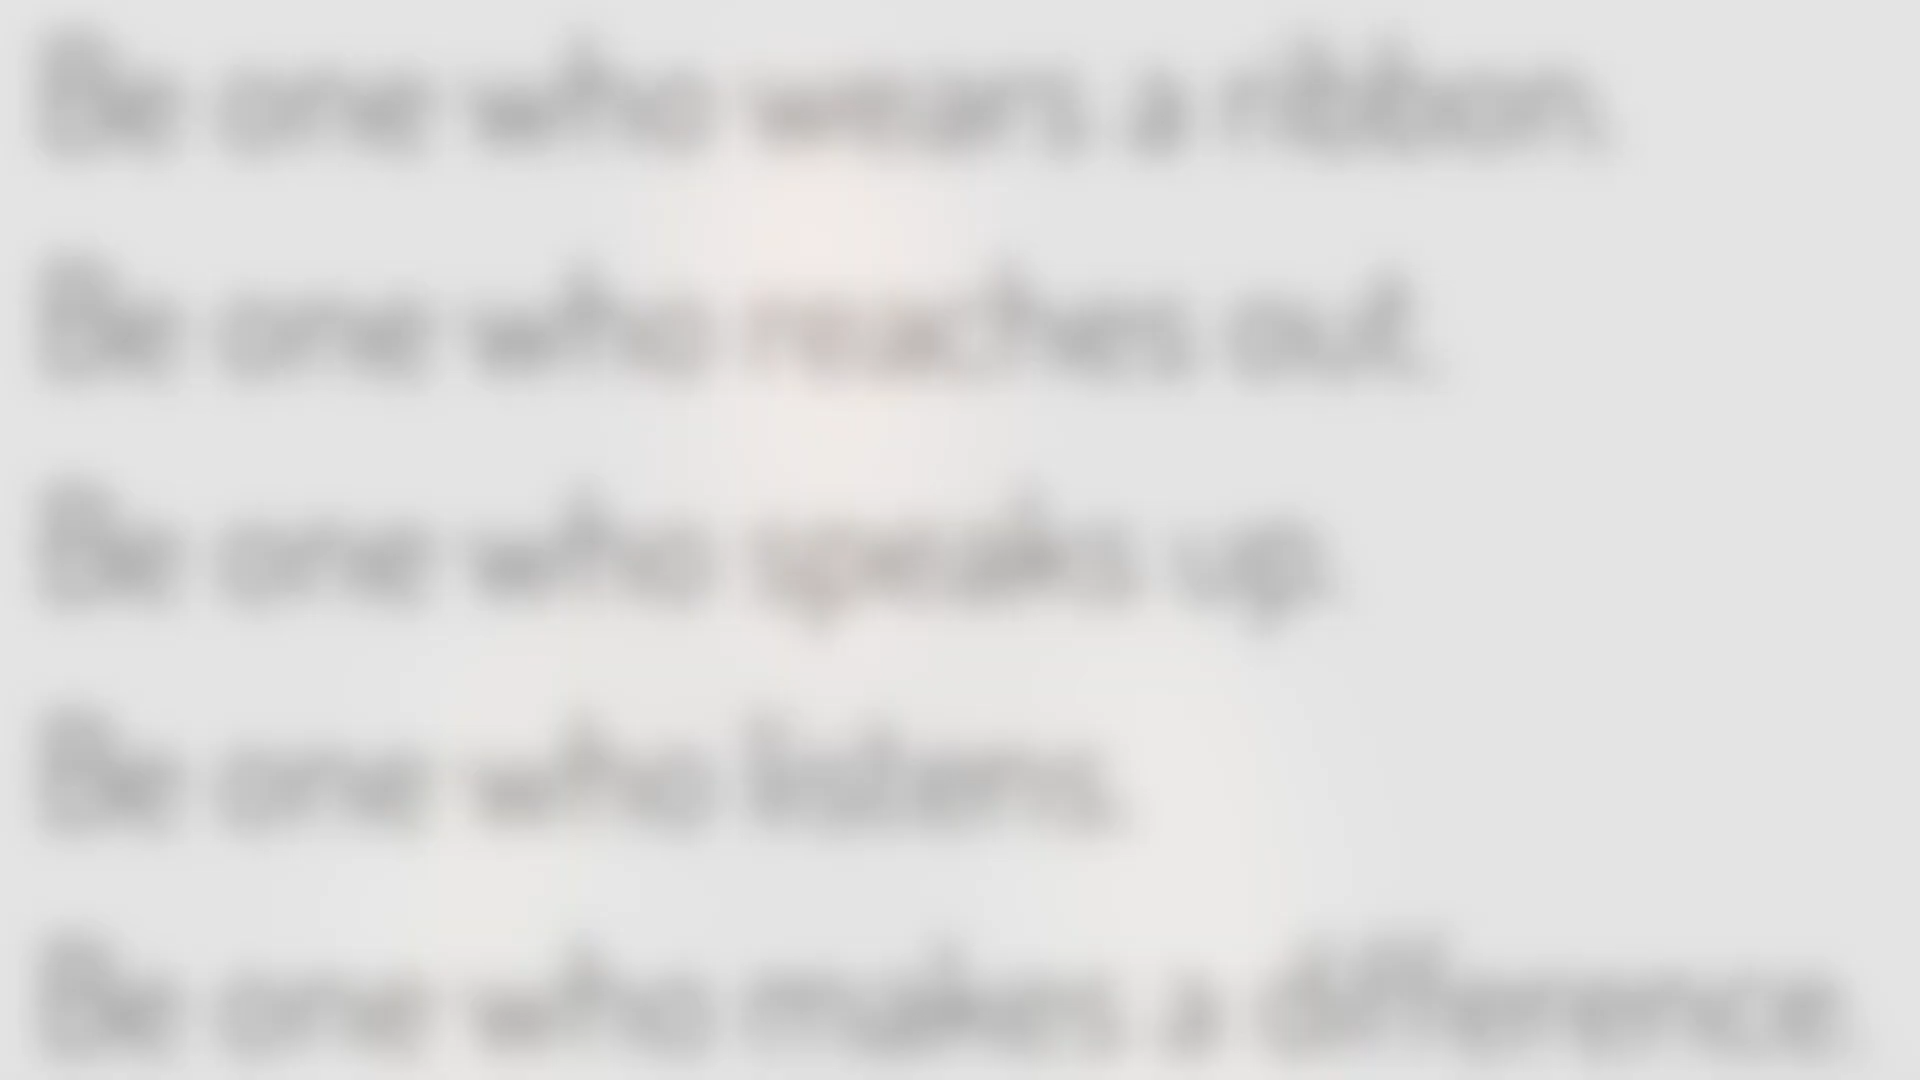 Be one who wears a ribbon.
Be one who reaches out.
Be one who speaks up.
Be one who listens.
Be one who makes a difference.